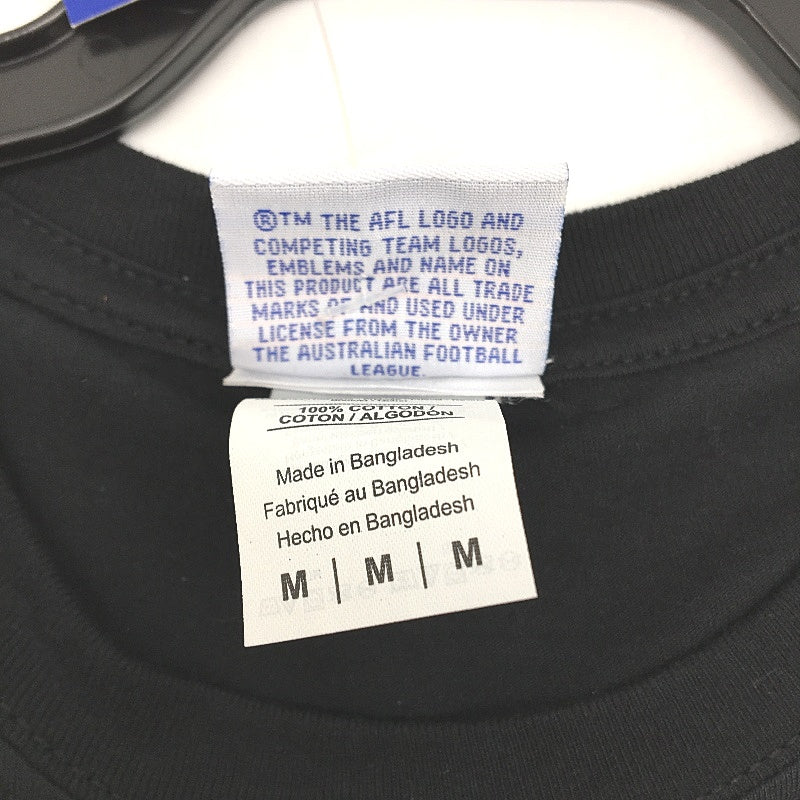 ®TM THE AFL LOGO AND
COMPETING TEAM LOGOS,
EMBLEMS AND NAME ON
THIS PRODUCT ARE ALL TRADE
MARKS OF AND USED UNDER
LICENSE FROM THE OWNER
THE AUSTRALIAN FOOTBALL
LEAGUE.
100% COTTON /
COTON / ALGODÓN
Made in Bangladesh
Fabriqué au Bangladesh
Hecho en Bangladesh
M | M | M